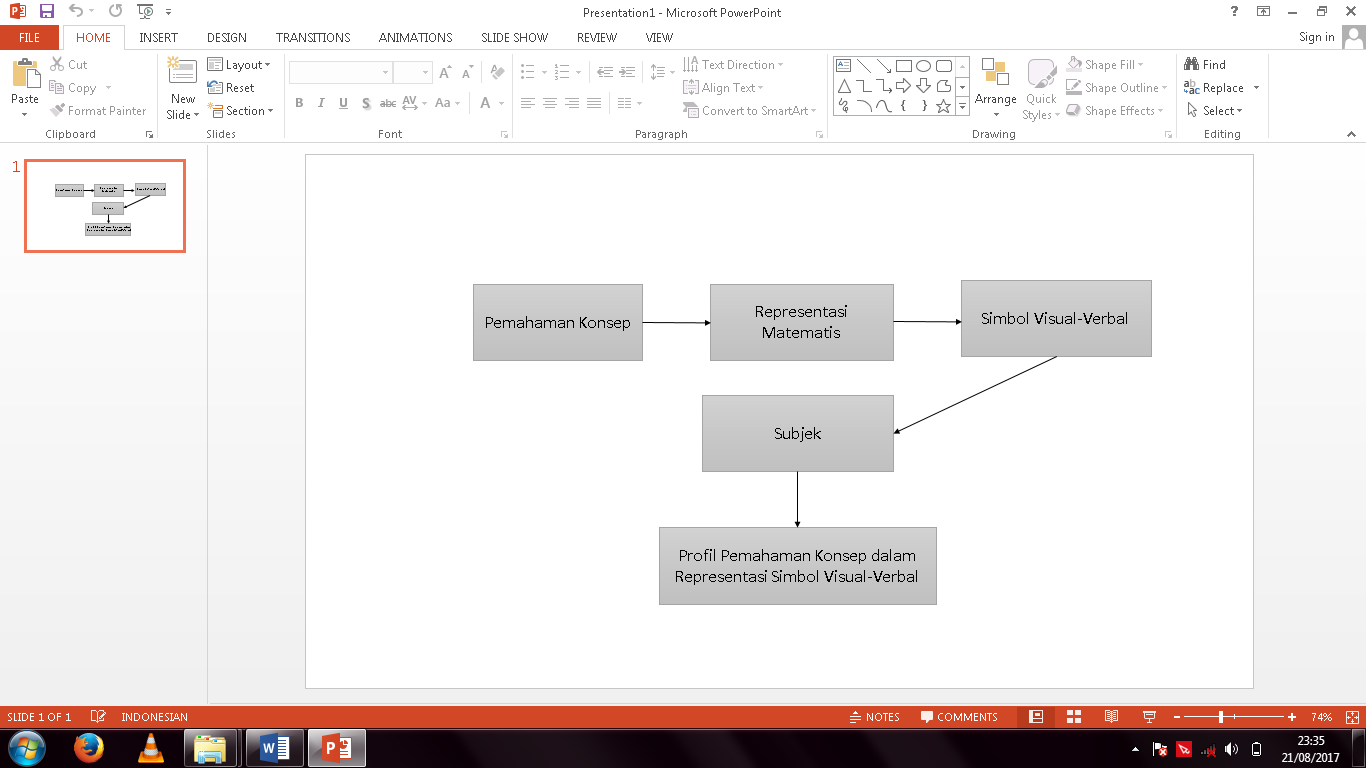 Presentation1 - Microsoft PowerPoint
FILE HOME INSERT DESIGN TRANSITIONS ANIMATIONS SLIDE SHOW REVIEW VIEW Sign in
Paste
Cut
Copy
Format Painter
Clipboard
New
Slide
Layout
Reset
Section
Slides
B I U S abc AV Aa A
Font
Text Direction
Align Text
Convert to SmartArt
Paragraph
Arrange
Quick
Styles
Shape Fill
Shape Outline
Shape Effects
Drawing
Find
Replace
Select
Editing
1
Pemahaman Konsep
Representasi
Matematis
Simbol Visual-Verbal
Subjek
Profil Pemahaman Konsep dalam
Representasi Simbol Visual-Verbal
SLIDE 1 OF 1 INDONESIAN NOTES COMMENTS 74%
23:35
21/08/2017